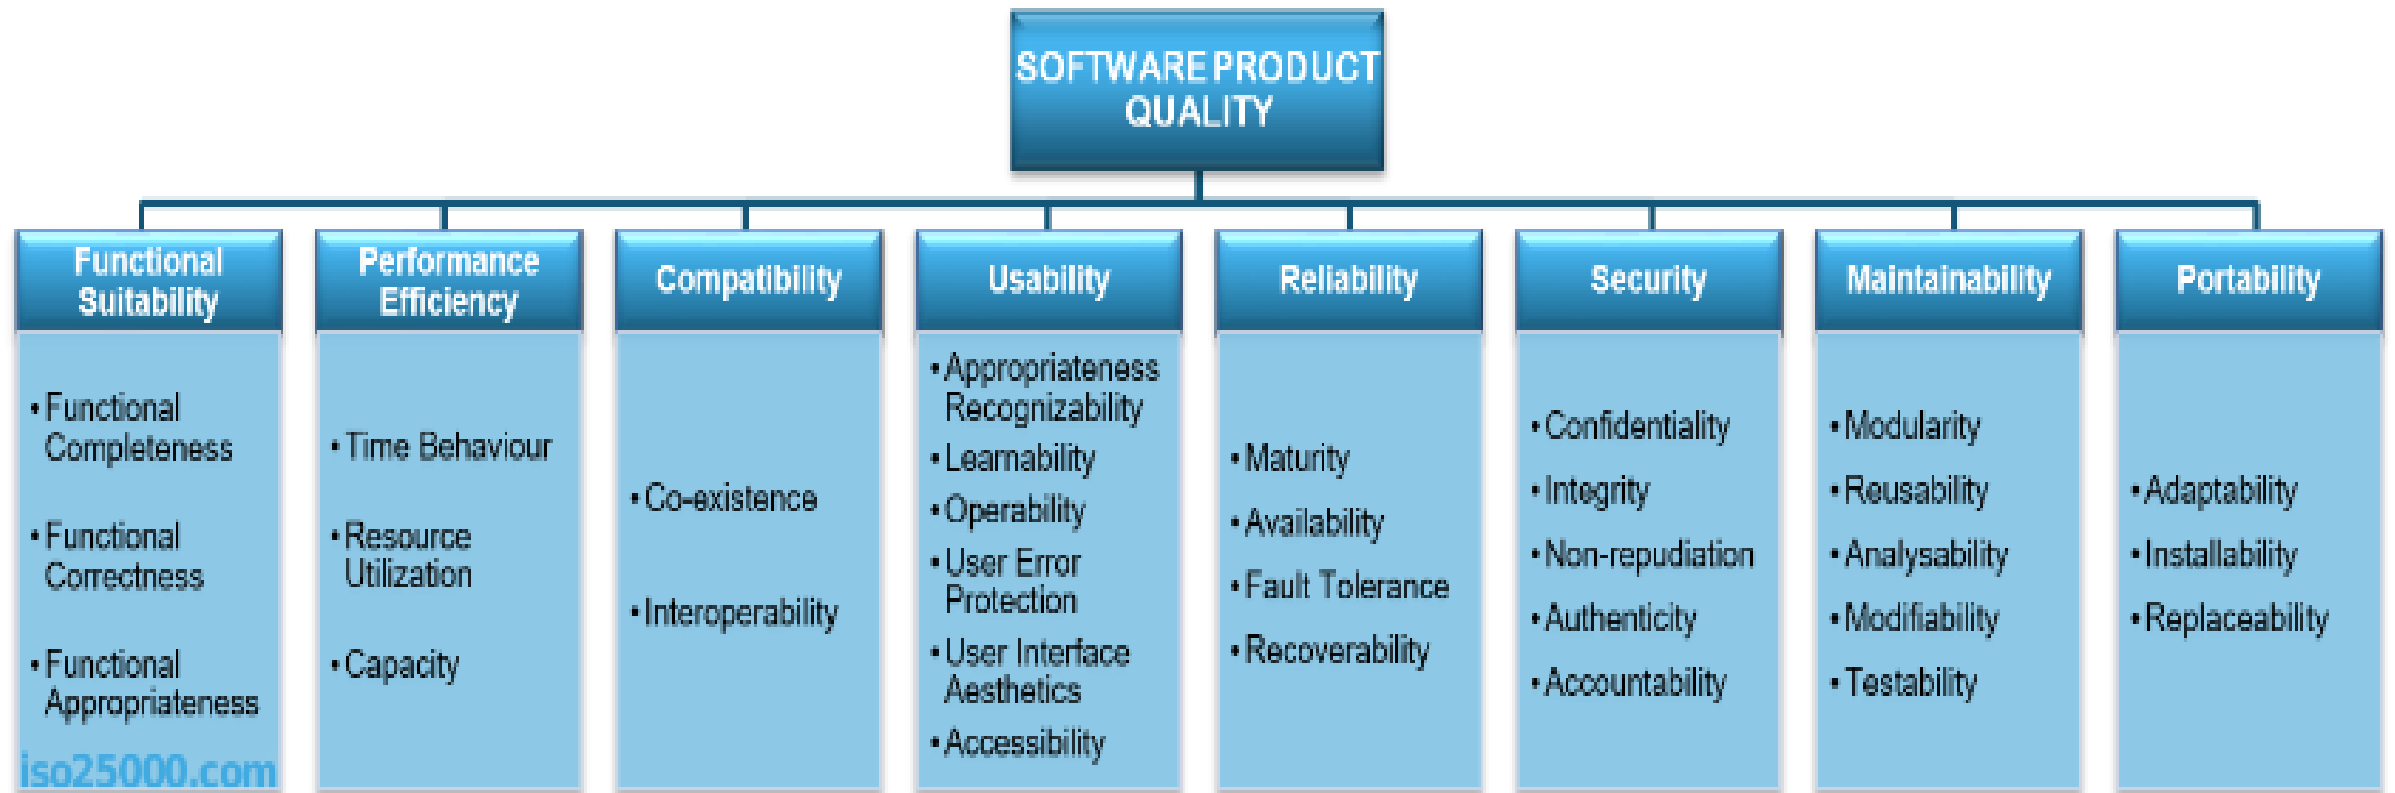 SOFTWARE PRODUCT
QUALITY
Functional
Suitability
• Functional
Completeness
• Functional
Correctness
• Functional
Appropriateness
iso25000.com
Performance
Efficiency
• Time Behaviour
• Resource
Utilization
• Capacity
Compatibility
• Co-existence
• Interoperability
Usability
• Appropriateness
Recognizability
• Learnability
• Operability
• User Error
Protection
• User Interface
Aesthetics
• Accessibility
Reliability
• Maturity
• Availability
• Fault Tolerance
• Recoverability
Security
• Confidentiality
• Integrity
• Non-repudiation
• Authenticity
• Accountability
Maintainability
• Modularity
• Reusability
• Analysability
• Modifiability
• Testability
Portability
• Adaptability
• Installability
• Replaceability